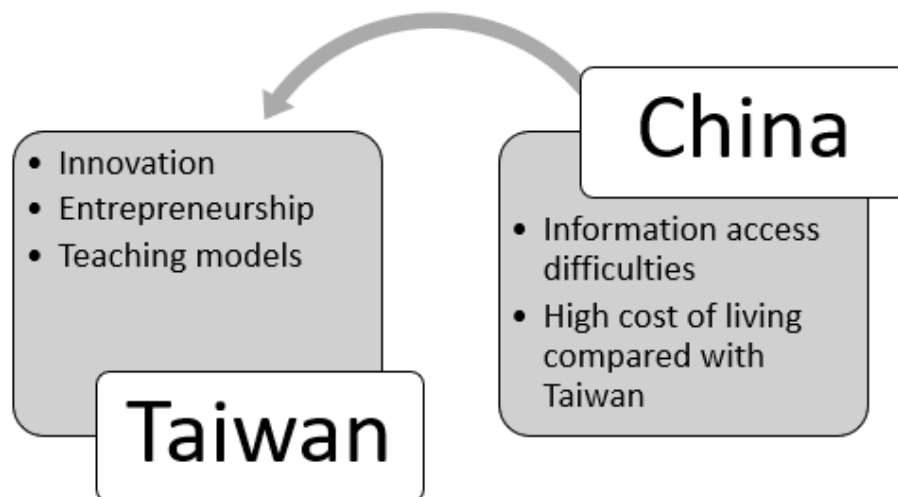 • Innovation
• Entrepreneurship
• Teaching models
Taiwan
China
• Information access
difficulties
• High cost of living
compared with
Taiwan